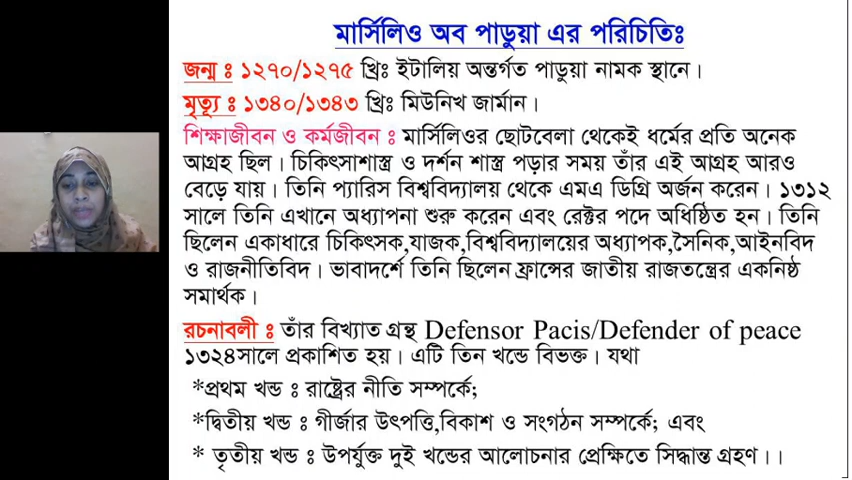 মার্সিলিও অব পাডুয়া এর পরিচিতিঃ
জন্ম ঃ ১২৭০/১২৭৫ খ্রিঃ ইটালিয় অন্তর্গত পাডুয়া নামক স্থানে।
মৃত্যূ ঃ ১৩৪০/১৩৪৩ খ্রিঃ মিউনিখ জার্মান।
শিক্ষাজীবন ও কর্মজীবন ঃ মার্সিলিওর ছোটবেলা থেকেই ধর্মের প্রতি অনেক
আগ্রহ ছিল। চিকিৎসাশাস্ত্র ও দর্শন শাস্ত্র পড়ার সময় তাঁর এই আগ্রহ আরও
বেড়ে যায়। তিনি প্যারিস বিশ্ববিদ্যালয় থেকে এমএ ডিগ্রি অর্জন করেন। ১৩১২
সালে তিনি এখানে অধ্যাপনা শুরু করেন এবং রেক্টর পদে অধিষ্ঠিত হন। তিনি
ছিলেন একাধারে চিকিৎসক,যাজক,বিশ্ববিদ্যালয়ের অধ্যাপক,সৈনিক,আইনবিদ
ও রাজনীতিবিদ। ভাবাদর্শে তিনি ছিলেন ফ্রান্সের জাতীয় রাজতন্ত্রের একনিষ্ঠ
সমার্থক।
রচনাবলী ঃ তাঁর বিখ্যাত গ্রন্থ Defensor Pacis/Defender of peace
১৩২৪সালে প্রকাশিত হয়। এটি তিন খন্ডে বিভক্ত। যথা
*প্রথম খন্ড ঃ রাষ্ট্রের নীতি সম্পর্কে;
*দ্বিতীয় খন্ড ঃ গীর্জার উৎপত্তি,বিকাশ ও সংগঠন সম্পর্কে; এবং
* তৃতীয় খন্ড ঃ উপর্যুক্ত দুই খন্ডের আলোচনার প্রেক্ষিতে সিদ্ধান্ত গ্রহণ।।